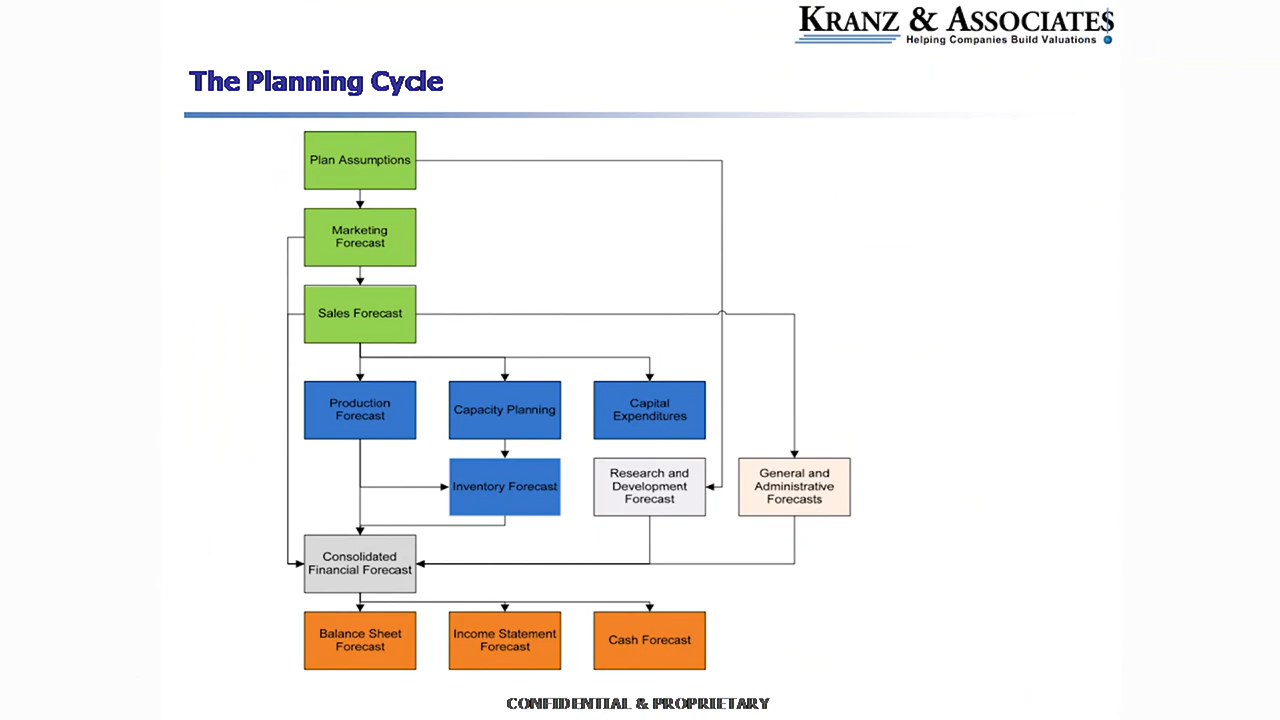 KRANZ & ASSOCIATES
Helping Companies Build Valuations
The Planning Cycle
Plan Assumptions
Marketing
Forecast
Sales Forecast
Production
Forecast
Capacity Planning
Capital
Expenditures
Inventory Forecast
Research and
Development
Forecast
General and
Administrative
Forecasts
Consolidated
Financial Forecast
Balance Sheet
Forecast
Income Statement
Forecast
Cash Forecast
CONFIDENTIAL & PROPRIETARY